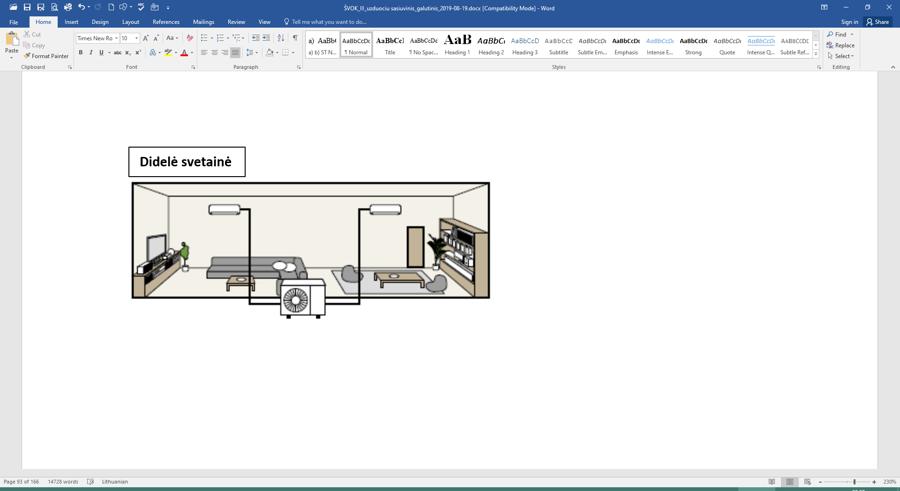 ŠVOK_III_uzduociu sasiuvinis_galutinis_2019-08-19.docx [Compatibility Mode] - Word
File Home Insert Design Layout References Mailings Review View Tell me what you want to do... Sign in Share
Paste
Cut
Copy
Format Painter
Clipboard
Times New Ro 10
Font
Paragraph
a) AaBbt AaBbCcDc AaBbCc] AaBbCcDc AaB AaBbCc AaBbCcD AaBbCcC AaBbCcDc AaBbCcDc AaBbCcDc AaBbCcDc AaBbCcDc AaBbCcDc AABBCCDC
a) b) ST N... ¶ Normal Title ¶ No Spac... Heading 1 Heading 2 Heading 3 Subtitle Subtle Em... Emphasis Intense E... Strong Quote Intense Q... Subtle Ref...
Styles
Find
Replace
Select
Editing
Didelė svetainė
Page 93 of 166 14728 words Lithuanian 230%